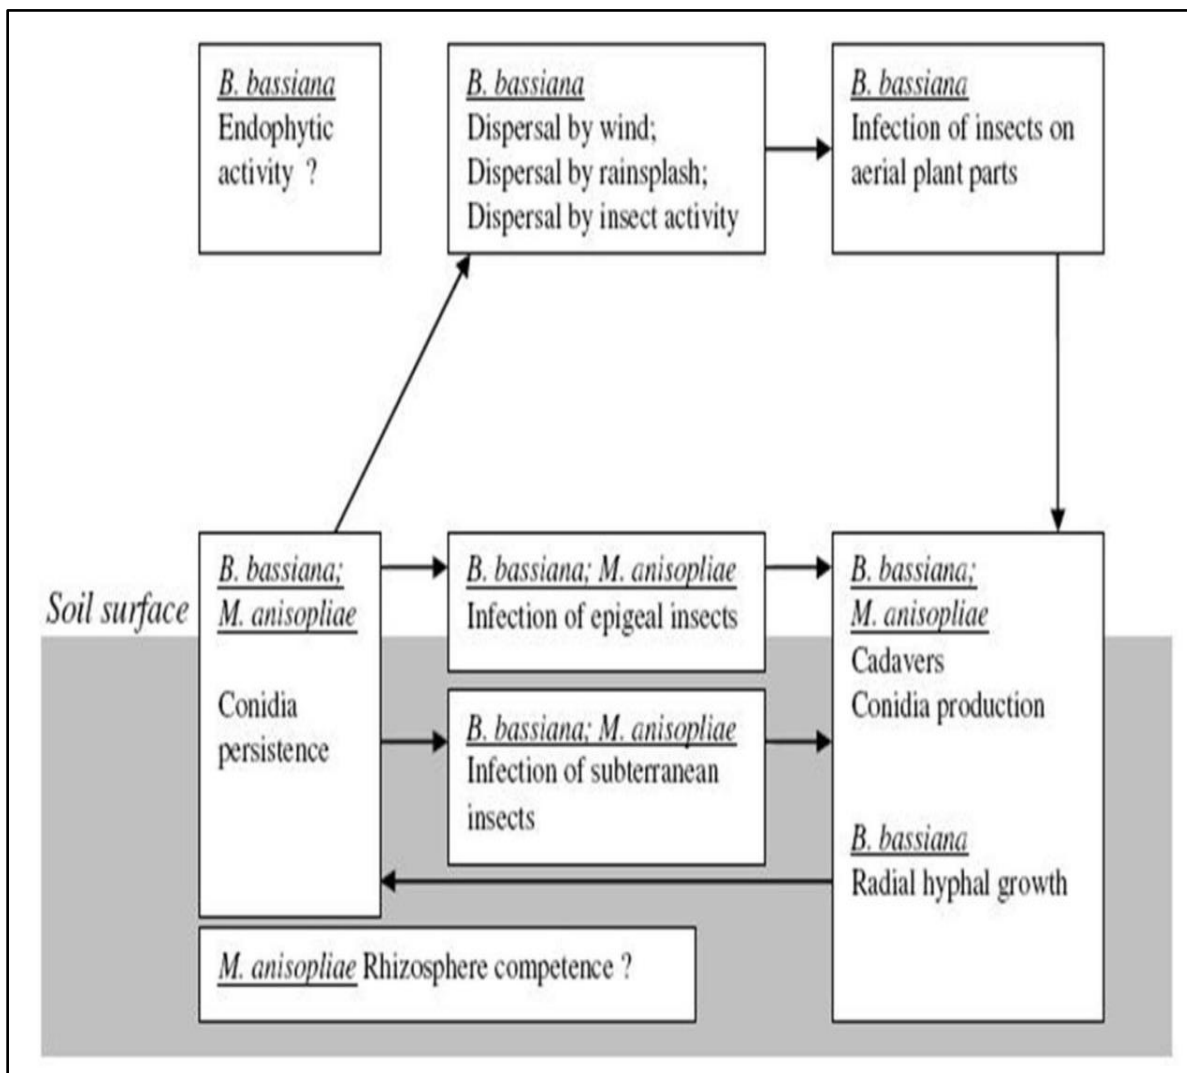 B. bassiana
Endophytic
activity ?
B. bassiana
Dispersal by wind;
Dispersal by rainsplash;
Dispersal by insect activity
B. bassiana
Infection of insects on
aerial plant parts
Soil surface
B. bassiana;
M. anisopliae
Conidia
persistence
B. bassiana; M. anisopliae
Infection of epigeal insects
B. bassiana; M. anisopliae
Infection of subterranean
insects
B. bassiana;
M. anisopliae
Cadavers
Conidia production
B. bassiana
Radial hyphal growth
M. anisopliae Rhizosphere competence ?